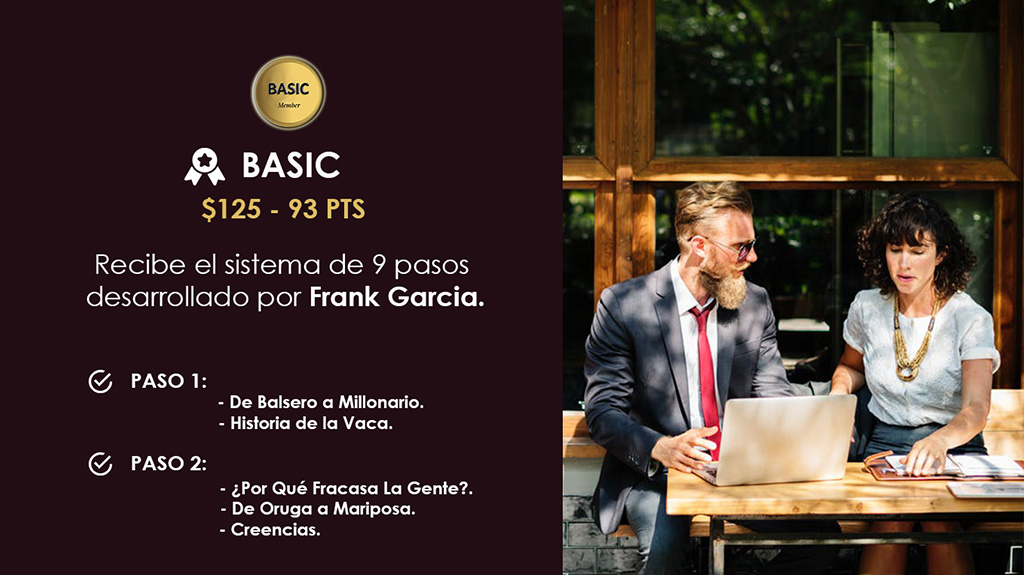 BASIC
Member
BASIC
$125 - 93 PTS
Recibe el sistema de 9 pasos
desarrollado por Frank Garcia.
PASO 1:
- De Balsero a Millonario.
- Historia de la Vaca.
PASO 2:
- ¿Por Qué Fracasa La Gente?.
- De Oruga a Mariposa.
- Creencias.